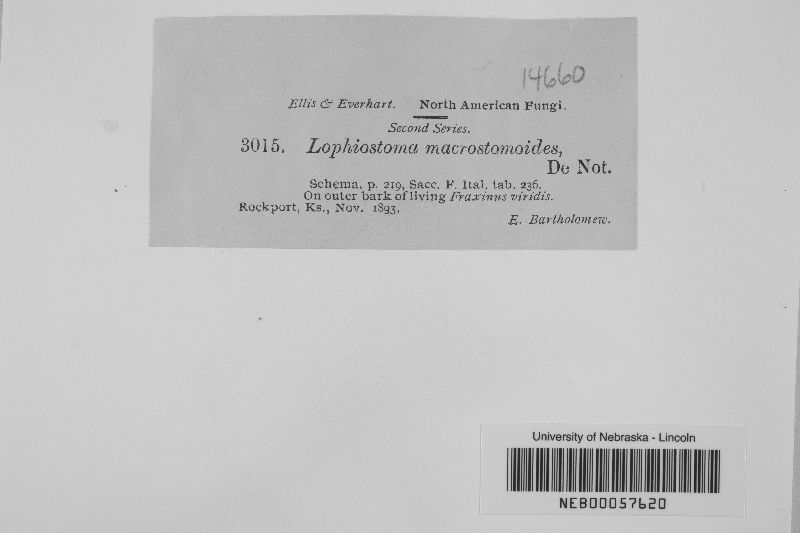 14660
Ellis & Everhart. North American Fungi.
Second Series.
3015. Lophiostoma macrostomoides,
De Not.
Schema, p. 219, Sacc. F. Ital. tab. 236.
On outer bark of living Fraxinus viridis.
Rockport, Ks., Nov. 1893.
E. Bartholomew.
University of Nebraska - Lincoln
NEB00057620